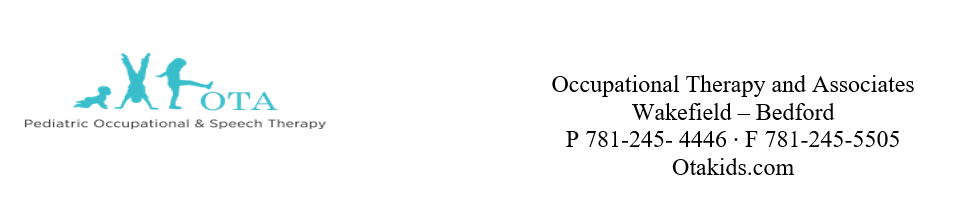 OTA
Pediatric Occupational & Speech Therapy
Occupational Therapy and Associates
Wakefield – Bedford
P 781-245- 4446 · F 781-245-5505
Otakids.com